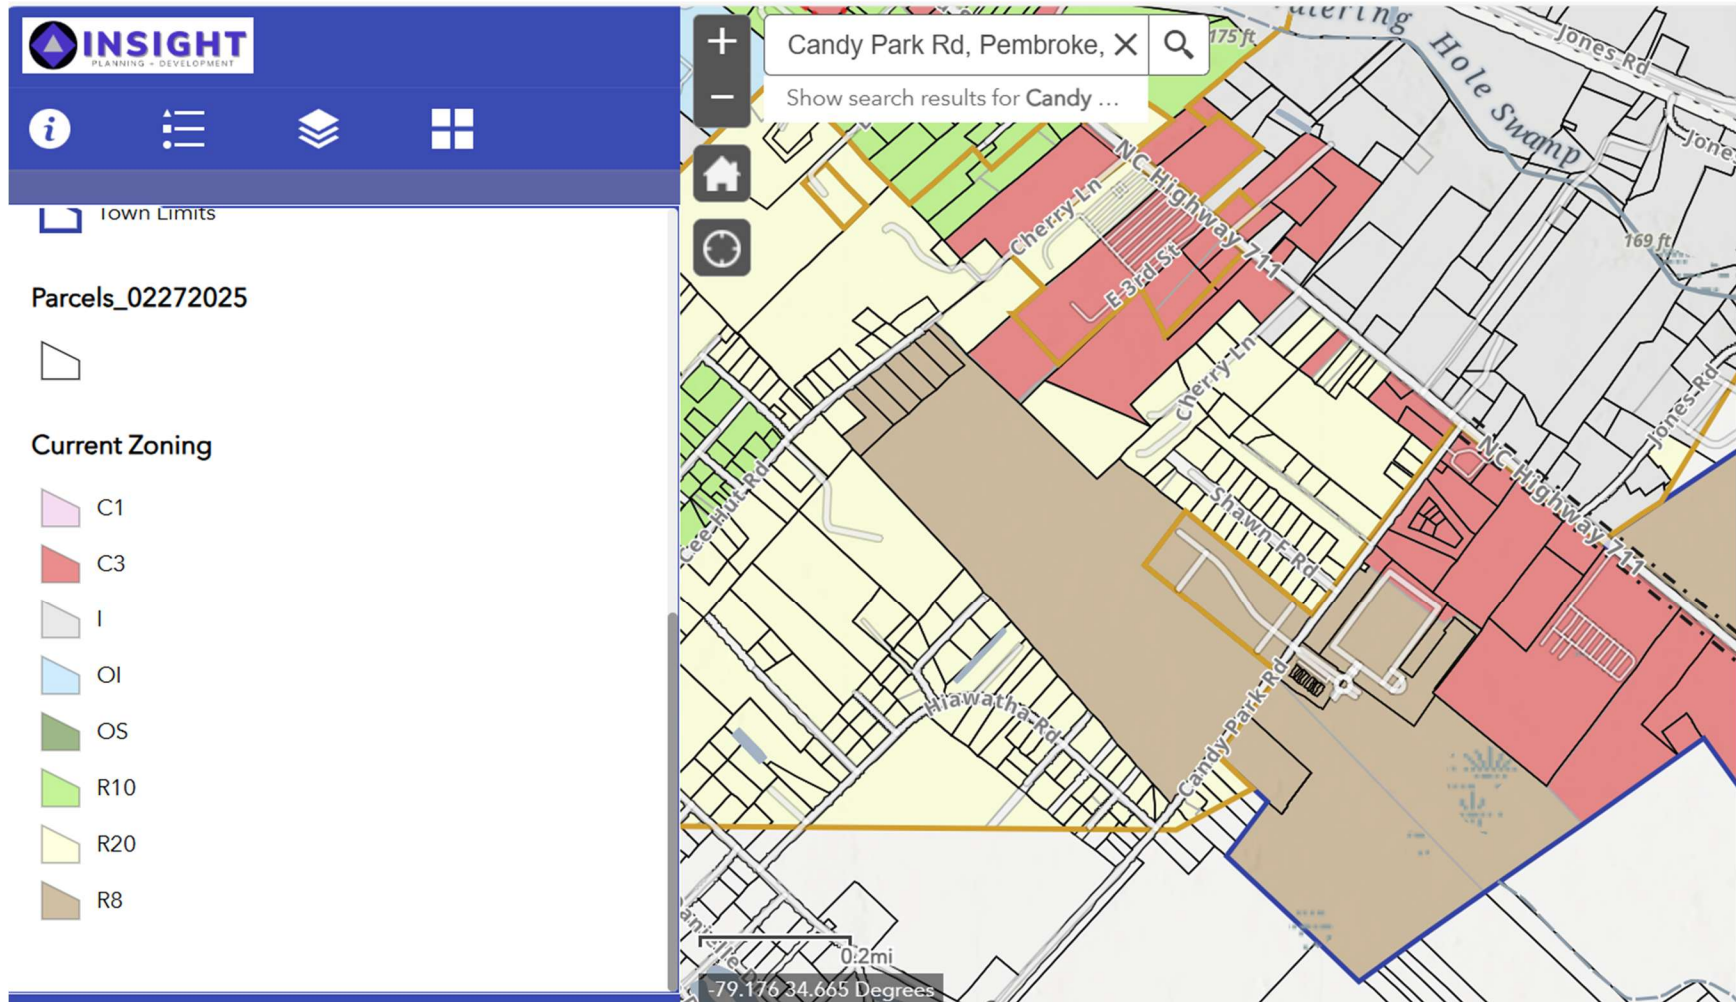 INSIGHT
PLANNING - DEVELOPMENT
Town Limits
Parcels_02272025
Current Zoning
C1
C3
I
OI
OS
R10
R20
R8
Candy Park Rd, Pembroke,
Show search results for Candy ...
175 ft
Hole Swamp
Jones Rd
169 ft
NC Highway 711
Cherry Ln
E 3rd St
Cherry Ln
Jones Rd
NC Highway 711
Cee Hut Rd
Shawn F Rd
Hiawatha Rd
Candy Park Rd
0.2mi
-79.176 34.665 Degrees